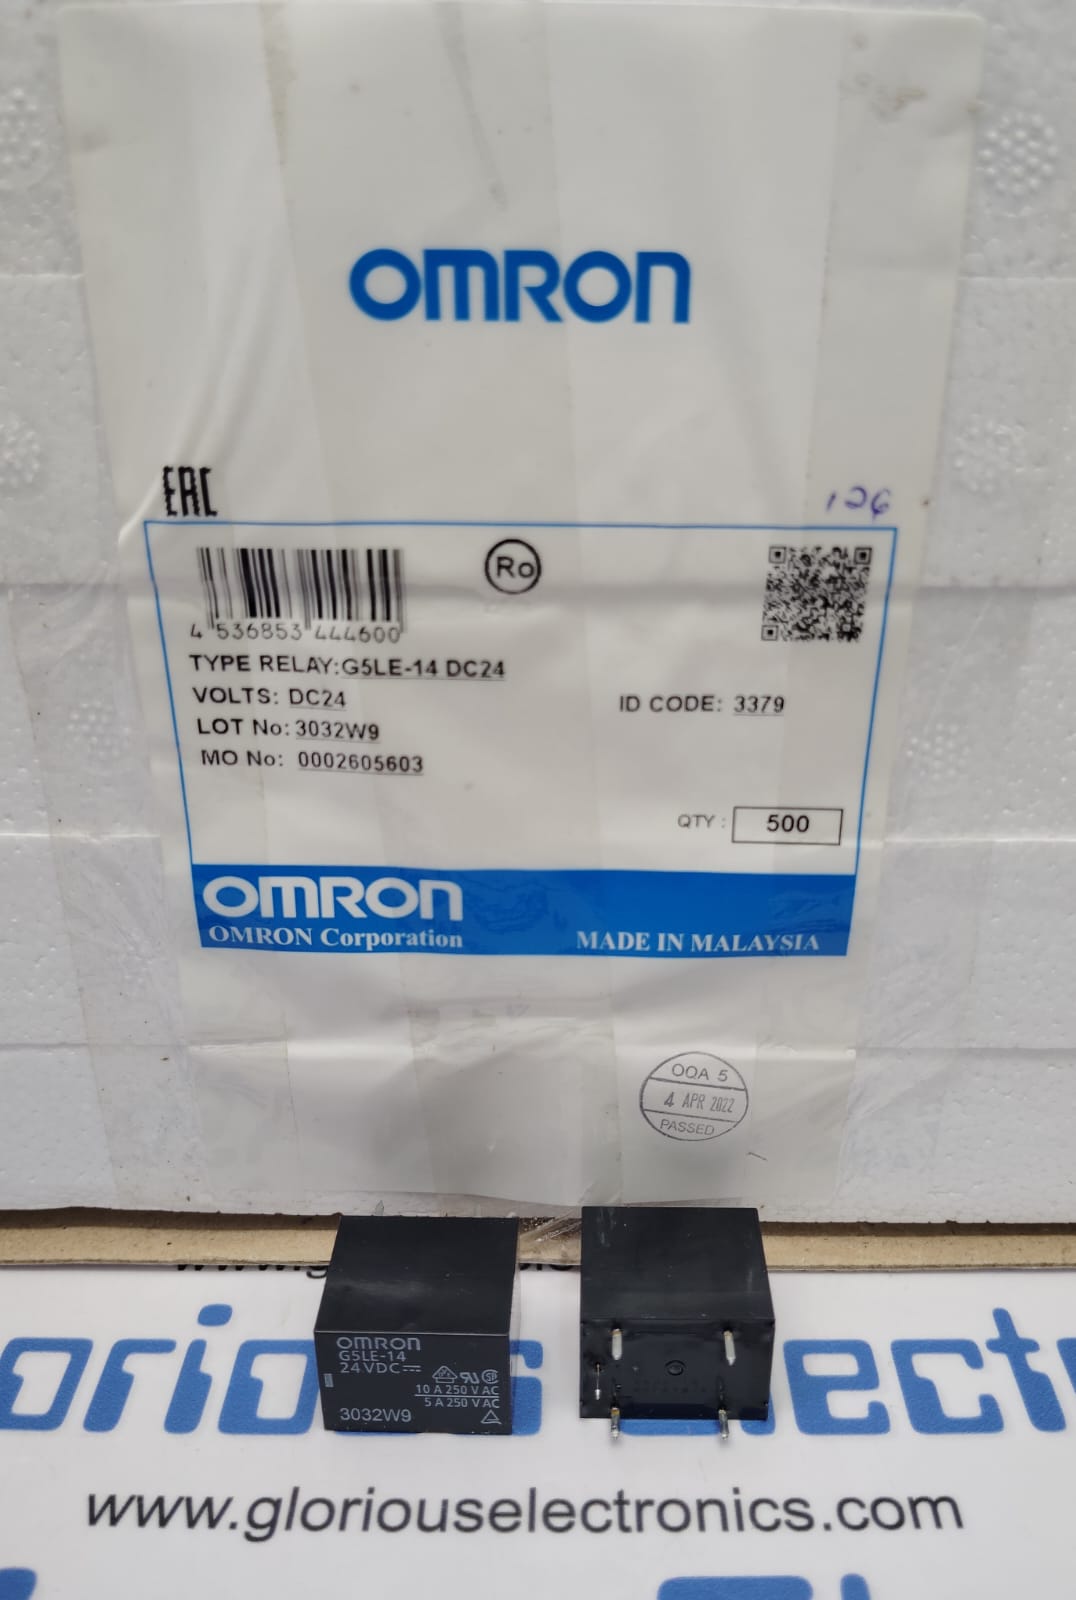 OMRON
EAC
126
Ro
4 536853 444600
TYPE RELAY:G5LE-14 DC24
VOLTS: DC24
ID CODE: 3379
LOT No: 3032W9
MO No: 0002605603
QTY : 500
OMRON
OMRON Corporation
MADE IN MALAYSIA
OQA 5
4 APR 2022
PASSED
OMRON
G5LE-14
24VDC
10 A 250 V AC
5 A 250 V AC
3032W9
www.gloriouselectronics.com